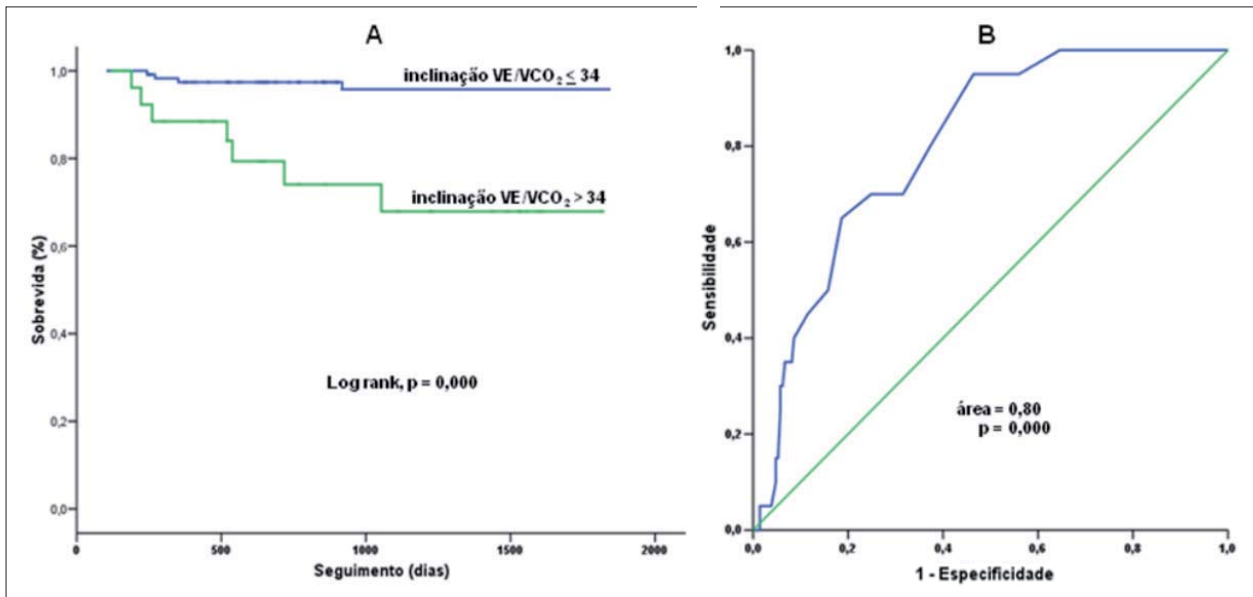 A
1,0
0,8
0,6
0,4
0,2
0,0
Sobrevida (%)
inclinação VE/VCO₂ ≤ 34
inclinação VE/VCO₂ > 34
Log rank, p = 0,000
0
500
1000
1500
2000
Seguimento (dias)
B
1,0
0,8
0,6
0,4
0,2
0,0
Sensibilidade
área = 0,80
p = 0,000
0,0
0,2
0,4
0,6
0,8
1,0
1 - Especificidade